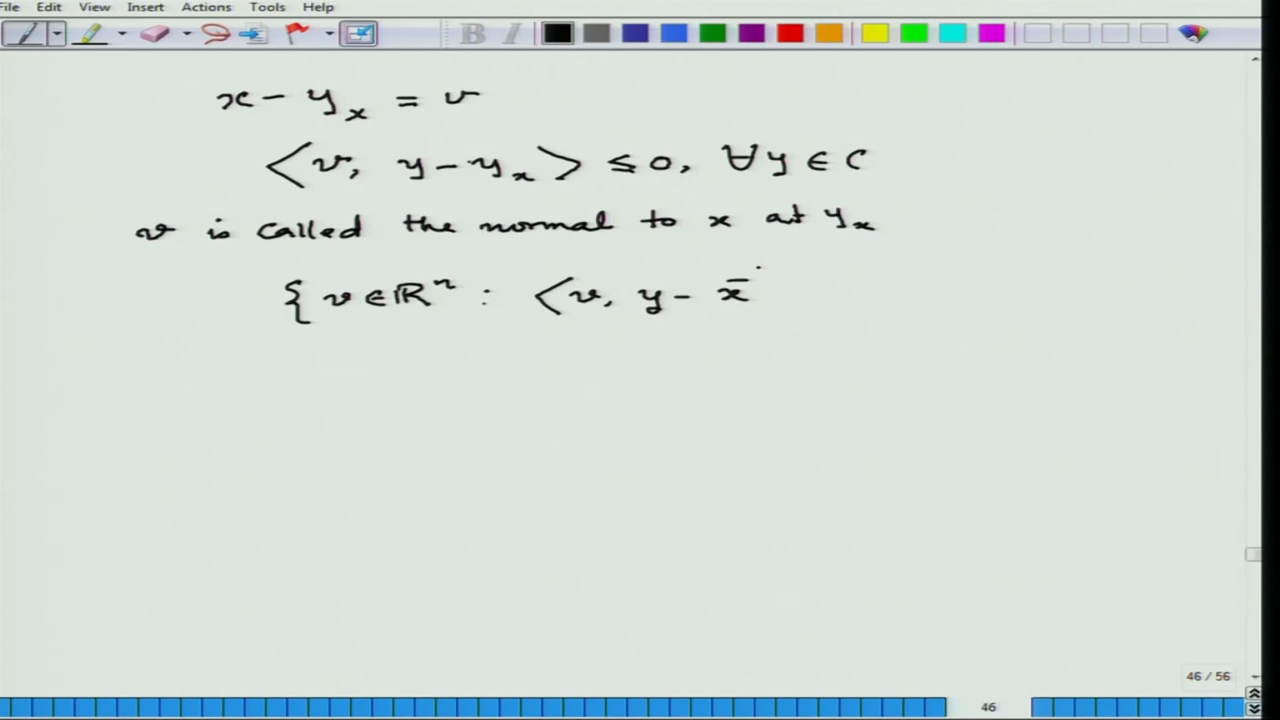 File Edit View Insert Actions Tools Help
B I
x - y_x = v
⟨v, y - y_x⟩ ≤ 0, ∀y ∈ C
v is called the normal to x at y_x
{ v ∈ ℝⁿ : ⟨v, y - x̄
46 / 56
46